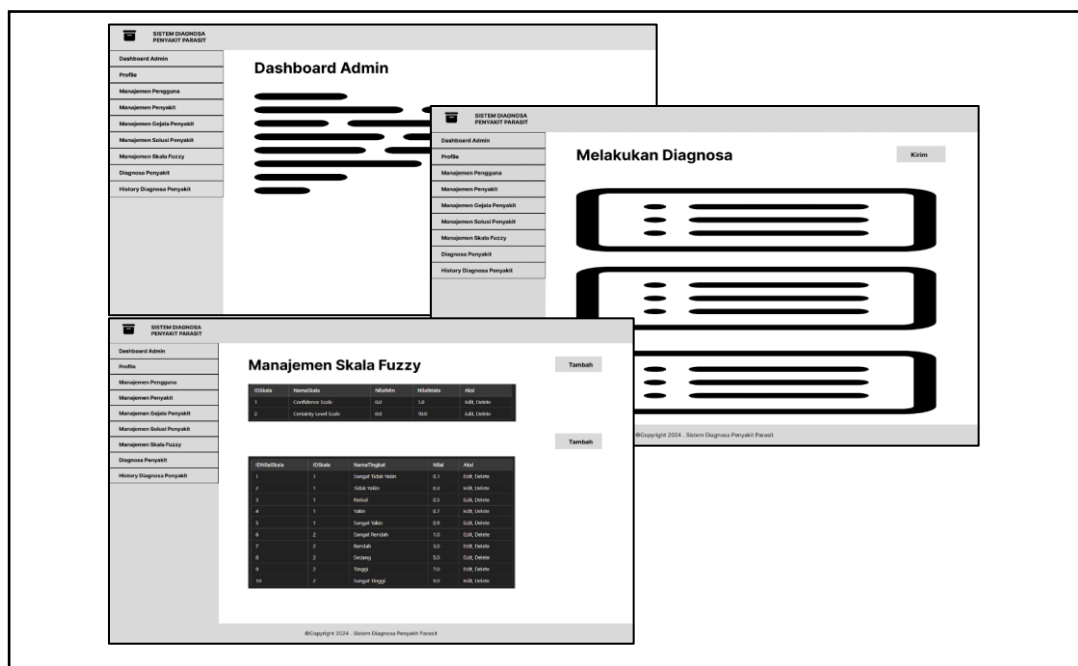 SISTEM DIAGNOSA
PENYAKIT PARASIT
Dashboard Admin
Profile
Manajemen Pengguna
Manajemen Penyakit
Manajemen Gejala Penyakit
Manajemen Solusi Penyakit
Manajemen Skala Fuzzy
Diagnosa Penyakit
History Diagnosa Penyakit
Dashboard Admin
SISTEM DIAGNOSA
PENYAKIT PARASIT
Dashboard Admin
Profile
Manajemen Pengguna
Manajemen Penyakit
Manajemen Gejala Penyakit
Manajemen Solusi Penyakit
Manajemen Skala Fuzzy
Diagnosa Penyakit
History Diagnosa Penyakit
Melakukan Diagnosa
Kirim
©Copyright 2024 . Sistem Diagnosa Penyakit Parasit
SISTEM DIAGNOSA
PENYAKIT PARASIT
Dashboard Admin
Profile
Manajemen Pengguna
Manajemen Penyakit
Manajemen Gejala Penyakit
Manajemen Solusi Penyakit
Manajemen Skala Fuzzy
Diagnosa Penyakit
History Diagnosa Penyakit
Manajemen Skala Fuzzy
Tambah
IDSkala NamaSkala NilaiMin NilaiMaks Aksi
1 Confidence Scale 0.0 1.0 Edit, Delete
2 Certainty Level Scale 0.0 10.0 Edit, Delete
Tambah
IDNilaiSkala IDSkala NamaTingkat Nilai Aksi
1 1 Sangat Tidak Yakin 0.1 Edit, Delete
2 1 Tidak Yakin Edit, Delete
3 1 Netral 0.5 Edit, Delete
4 1 Yakin 0.7 Edit, Delete
5 1 Sangat Yakin 0.9 Edit, Delete
6 2 Sangat Rendah 1.0 Edit, Delete
7 2 Rendah 3.0 Edit, Delete
8 2 Sedang 5.0 Edit, Delete
9 2 Tinggi 7.0 Edit, Delete
10 2 Sangat Tinggi 9.0 Edit, Delete
©Copyright 2024 . Sistem Diagnosa Penyakit Parasit